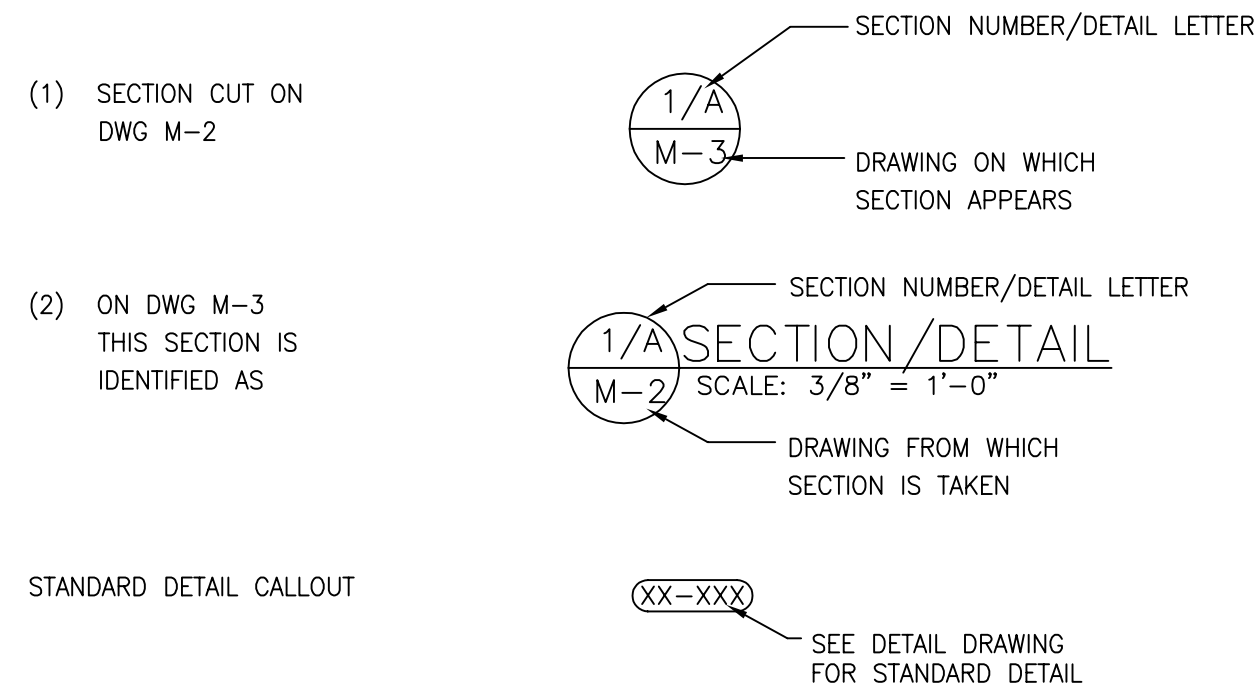 SECTION NUMBER/DETAIL LETTER
(1) SECTION CUT ON
DWG M-2
1/A
M-3
DRAWING ON WHICH
SECTION APPEARS
(2) ON DWG M-3
THIS SECTION IS
IDENTIFIED AS
SECTION NUMBER/DETAIL LETTER
1/A SECTION/DETAIL
M-2 SCALE: 3/8" = 1'-0"
DRAWING FROM WHICH
SECTION IS TAKEN
STANDARD DETAIL CALLOUT
XX-XXX
SEE DETAIL DRAWING
FOR STANDARD DETAIL